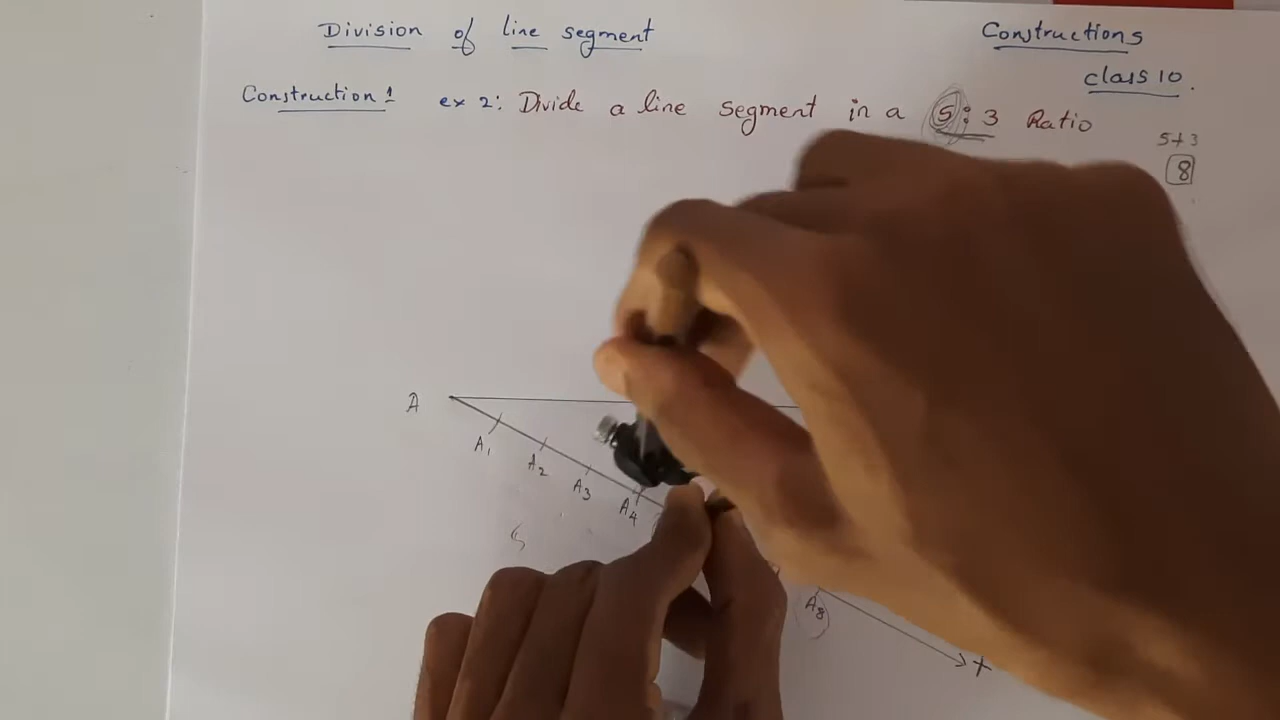 Division of line segment
Constructions
class 10.
Construction 1 ex 2: Divide a line segment in a 5:3 Ratio
5+3
8
A
A1
A2
A3
A4
5
A8
X